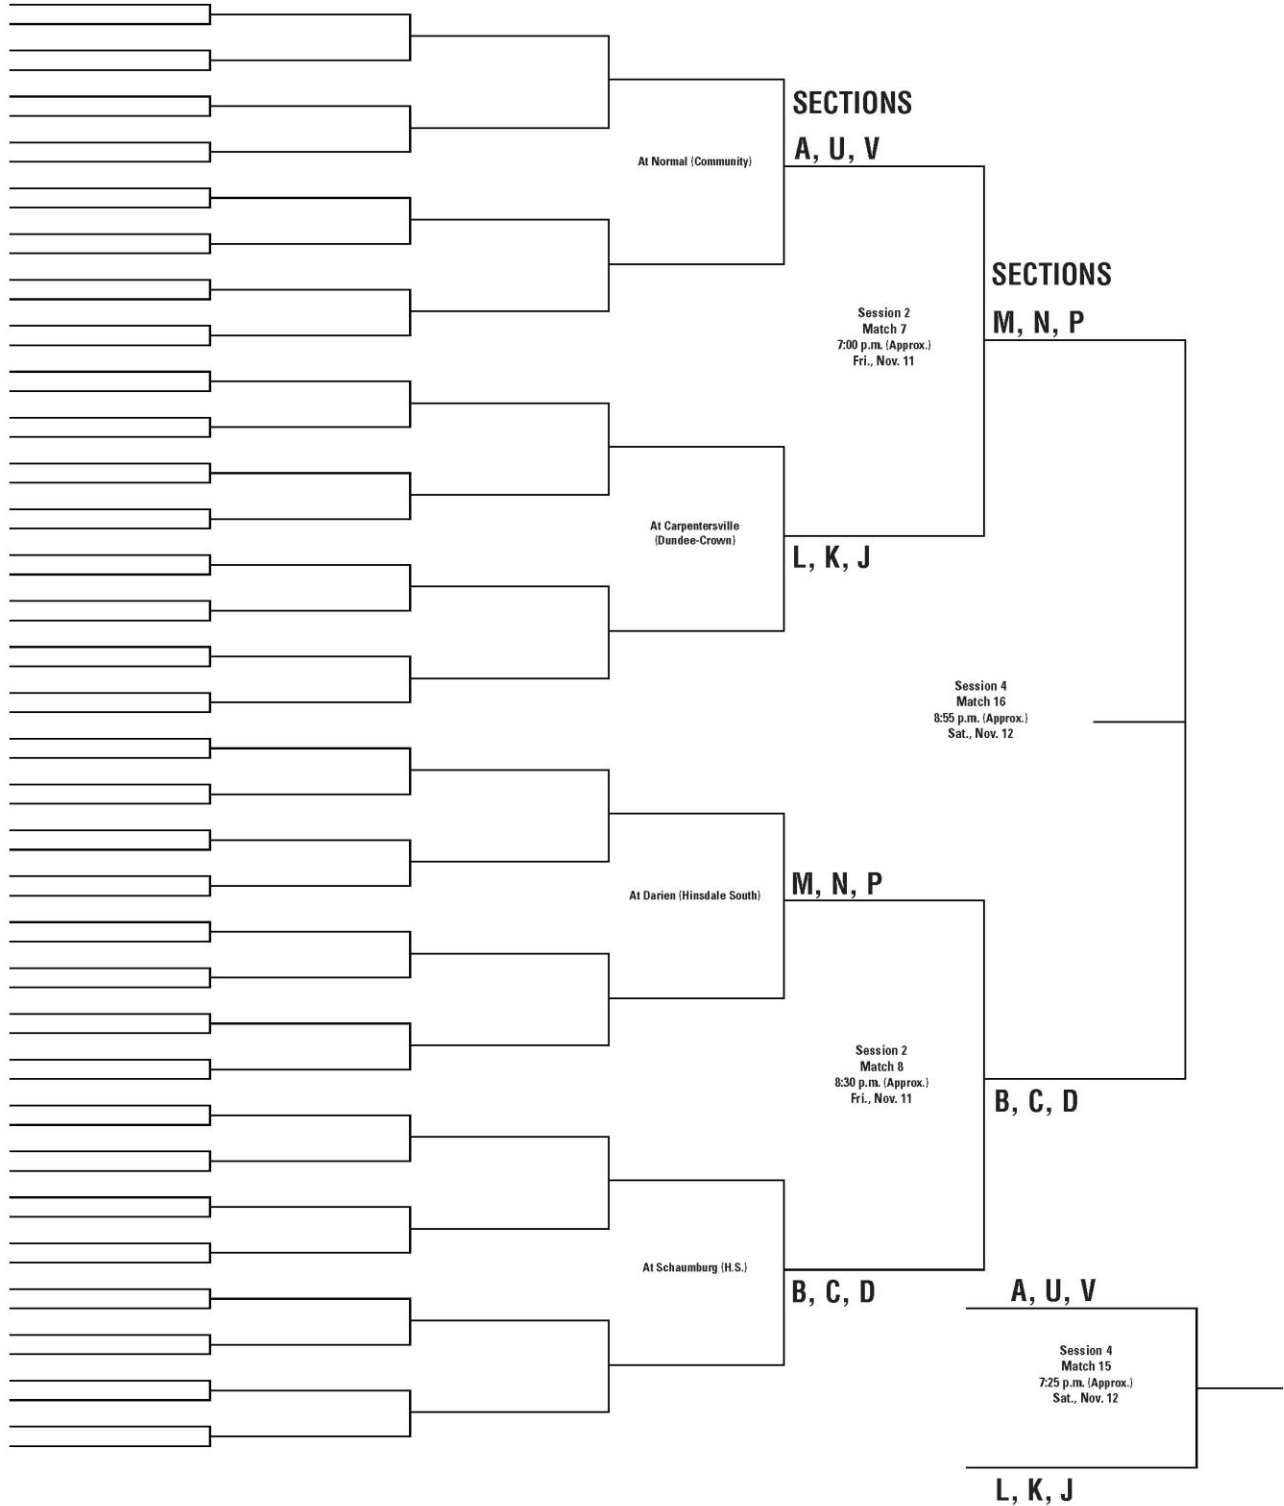 SECTIONS
A, U, V
At Normal (Community)
SECTIONS
M, N, P
Session 2
Match 7
7:00 p.m. (Approx.)
Fri., Nov. 11
At Carpentersville
(Dundee-Crown)
L, K, J
Session 4
Match 16
8:55 p.m. (Approx.)
Sat., Nov. 12
M, N, P
At Darien (Hinsdale South)
Session 2
Match 8
8:30 p.m. (Approx.)
Fri., Nov. 11
B, C, D
At Schaumburg (H.S.)
B, C, D
A, U, V
Session 4
Match 15
7:25 p.m. (Approx.)
Sat., Nov. 12
L, K, J